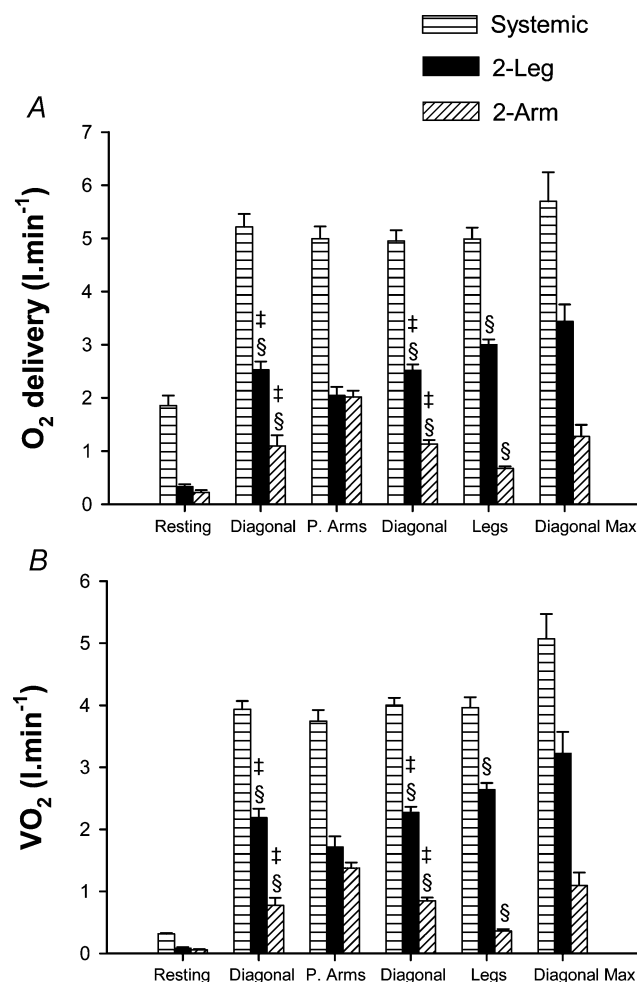 Systemic
2-Leg
2-Arm
A
O₂ delivery (l.min⁻¹)
7
6
5
4
3
2
1
0
‡ ‡
§ § §
‡ ‡
§ § §
Resting Diagonal P. Arms Diagonal Legs Diagonal Max
B
VO₂ (l.min⁻¹)
6
5
4
3
2
1
0
‡ ‡
§ § §
‡ ‡
§ § §
Resting Diagonal P. Arms Diagonal Legs Diagonal Max